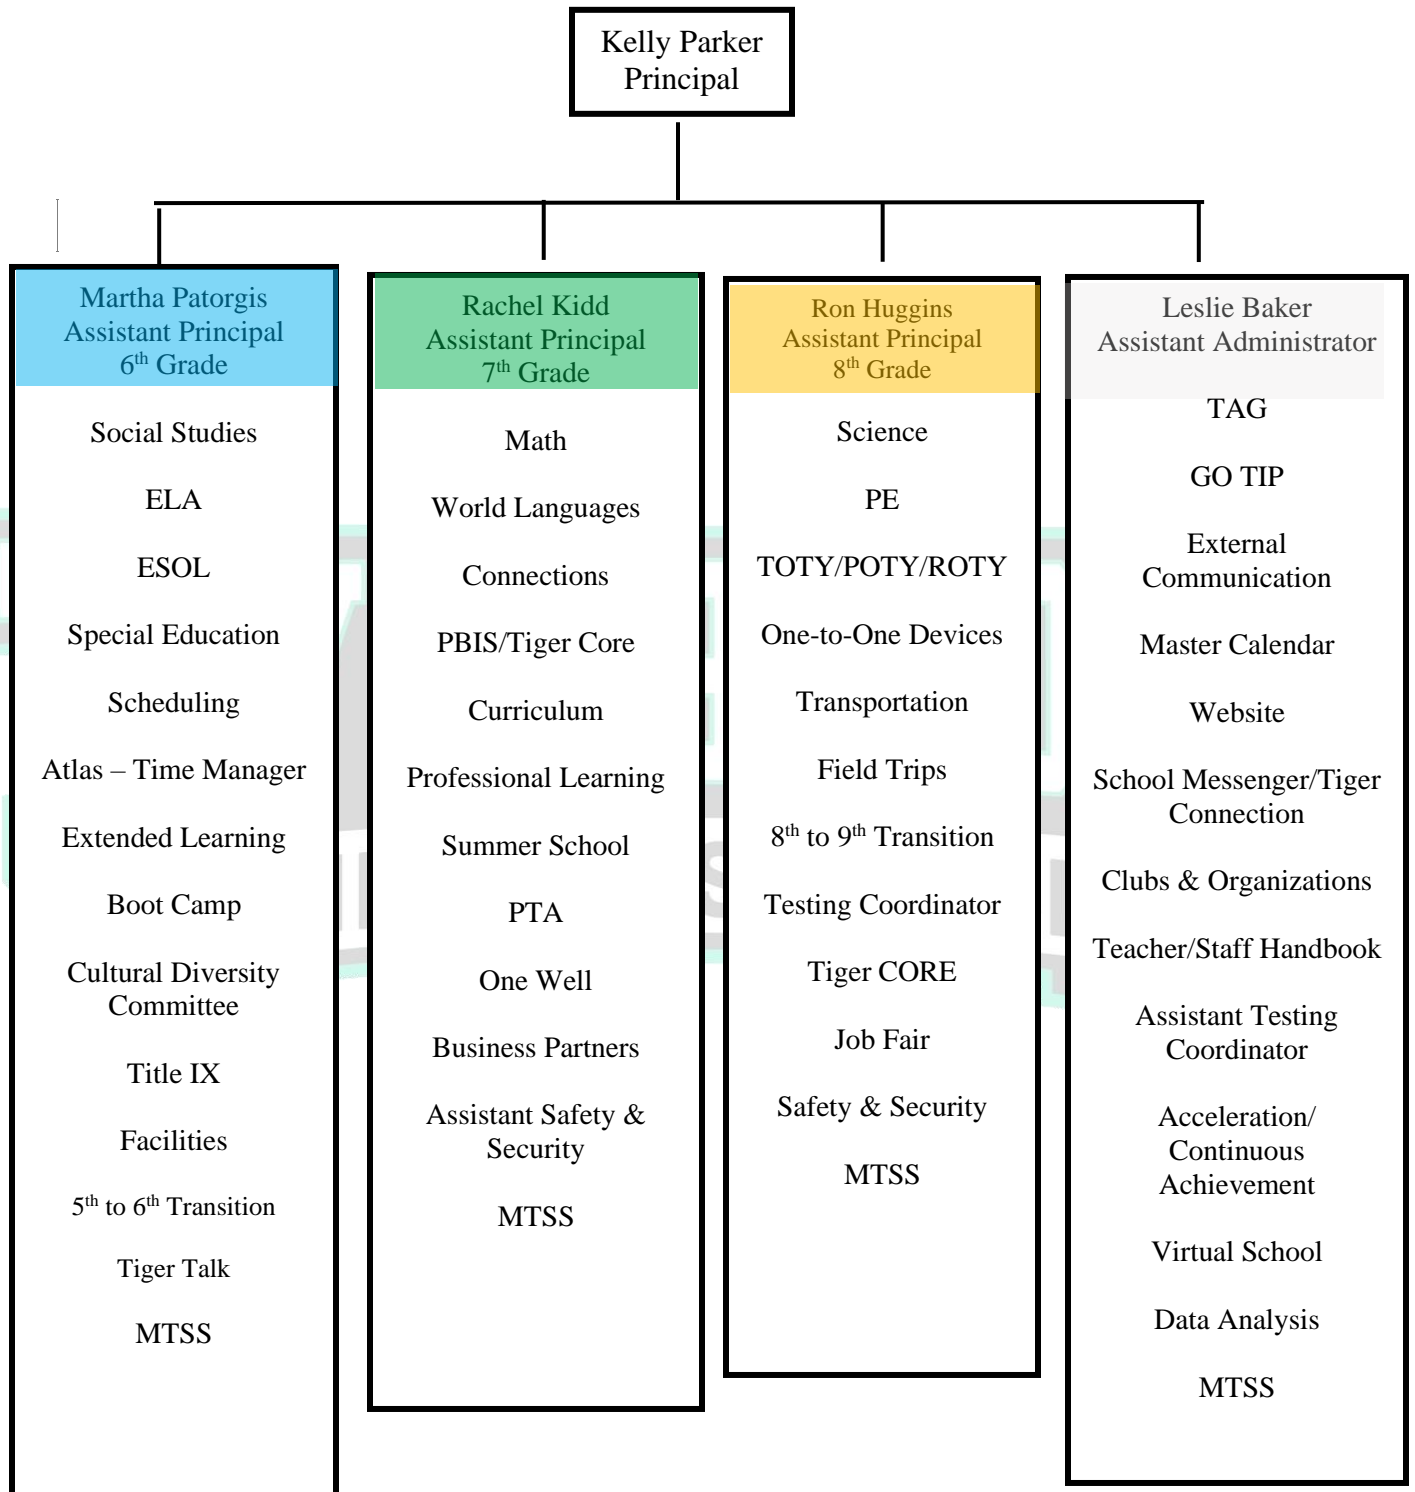 Kelly Parker
Principal
Martha Patorgis
Assistant Principal
6th Grade
Social Studies
ELA
ESOL
Special Education
Scheduling
Atlas – Time Manager
Extended Learning
Boot Camp
Cultural Diversity
Committee
Title IX
Facilities
5th to 6th Transition
Tiger Talk
MTSS
Rachel Kidd
Assistant Principal
7th Grade
Math
World Languages
Connections
PBIS/Tiger Core
Curriculum
Professional Learning
Summer School
PTA
One Well
Business Partners
Assistant Safety &
Security
MTSS
Ron Huggins
Assistant Principal
8th Grade
Science
PE
TOTY/POTY/ROTY
One-to-One Devices
Transportation
Field Trips
8th to 9th Transition
Testing Coordinator
Tiger CORE
Job Fair
Safety & Security
MTSS
Leslie Baker
Assistant Administrator
TAG
GO TIP
External
Communication
Master Calendar
Website
School Messenger/Tiger
Connection
Clubs & Organizations
Teacher/Staff Handbook
Assistant Testing
Coordinator
Acceleration/
Continuous
Achievement
Virtual School
Data Analysis
MTSS